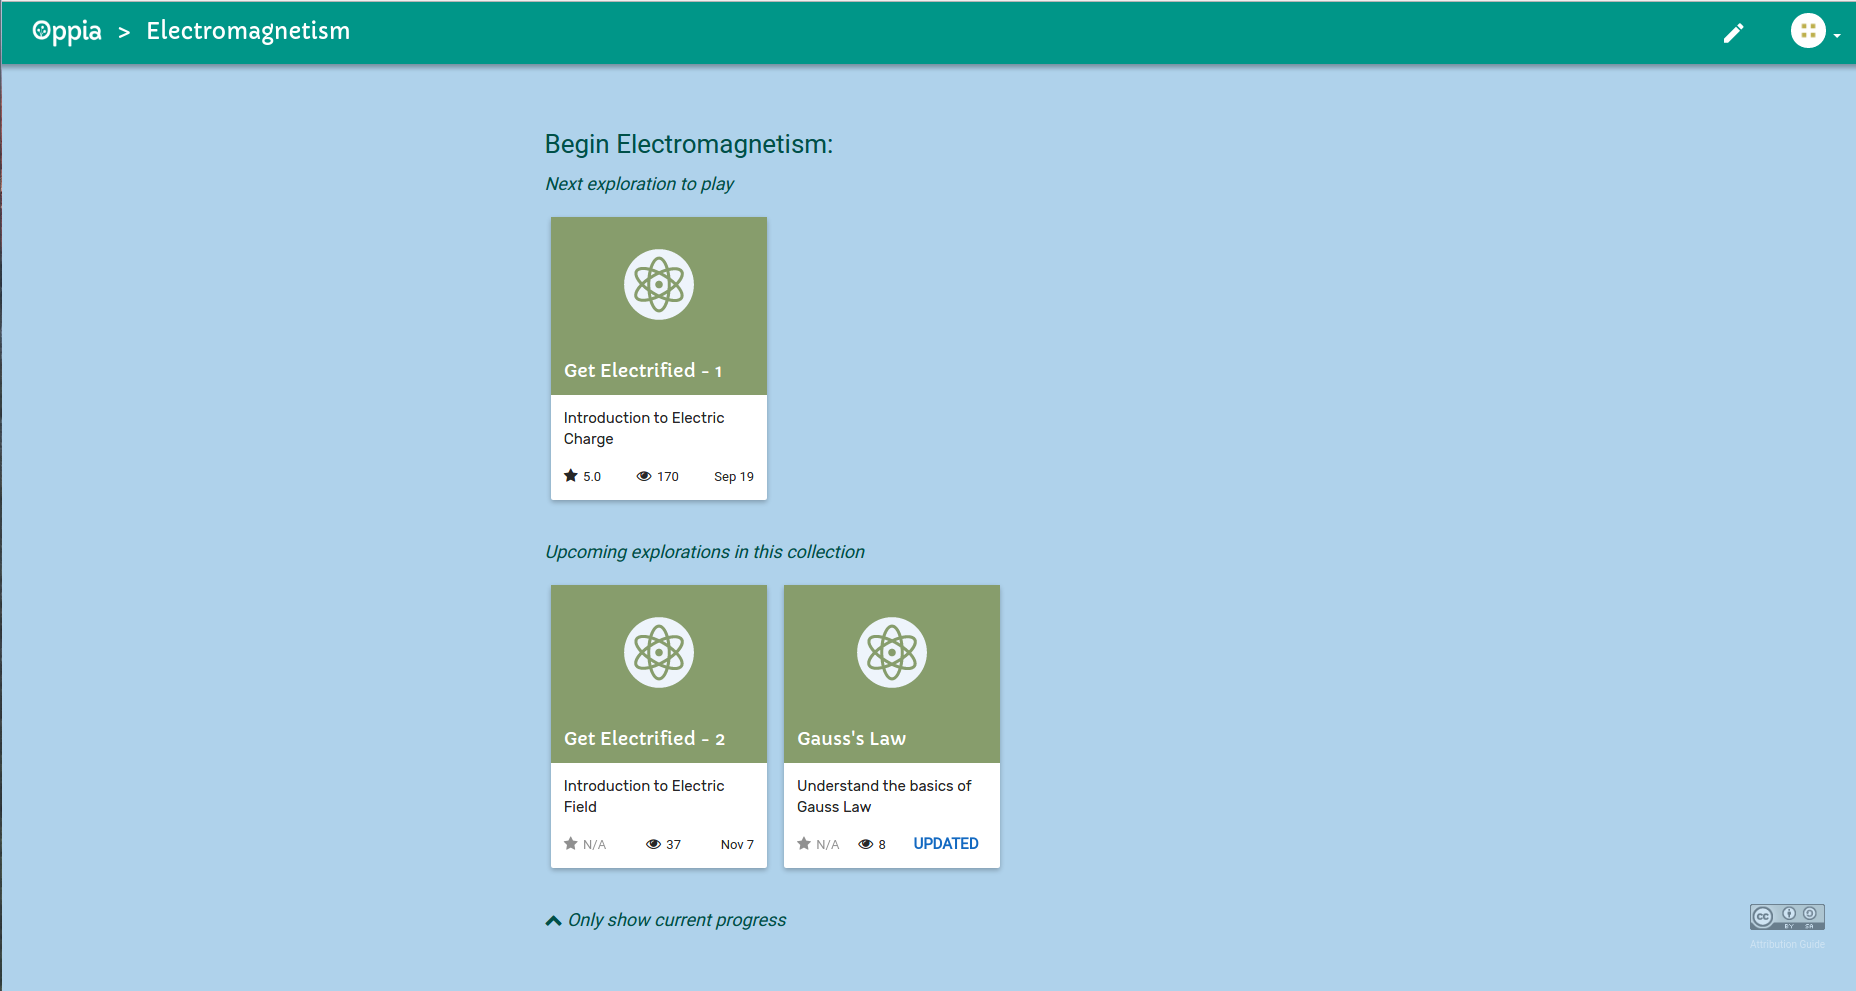 Oppia > Electromagnetism
Begin Electromagnetism:
Next exploration to play
Get Electrified - 1
Introduction to Electric
Charge
5.0 170 Sep 19
Upcoming explorations in this collection
Get Electrified - 2
Introduction to Electric
Field
N/A 37 Nov 7
Gauss's Law
Understand the basics of
Gauss Law
N/A 8 UPDATED
Only show current progress
cc BY SA
Attribution Guide